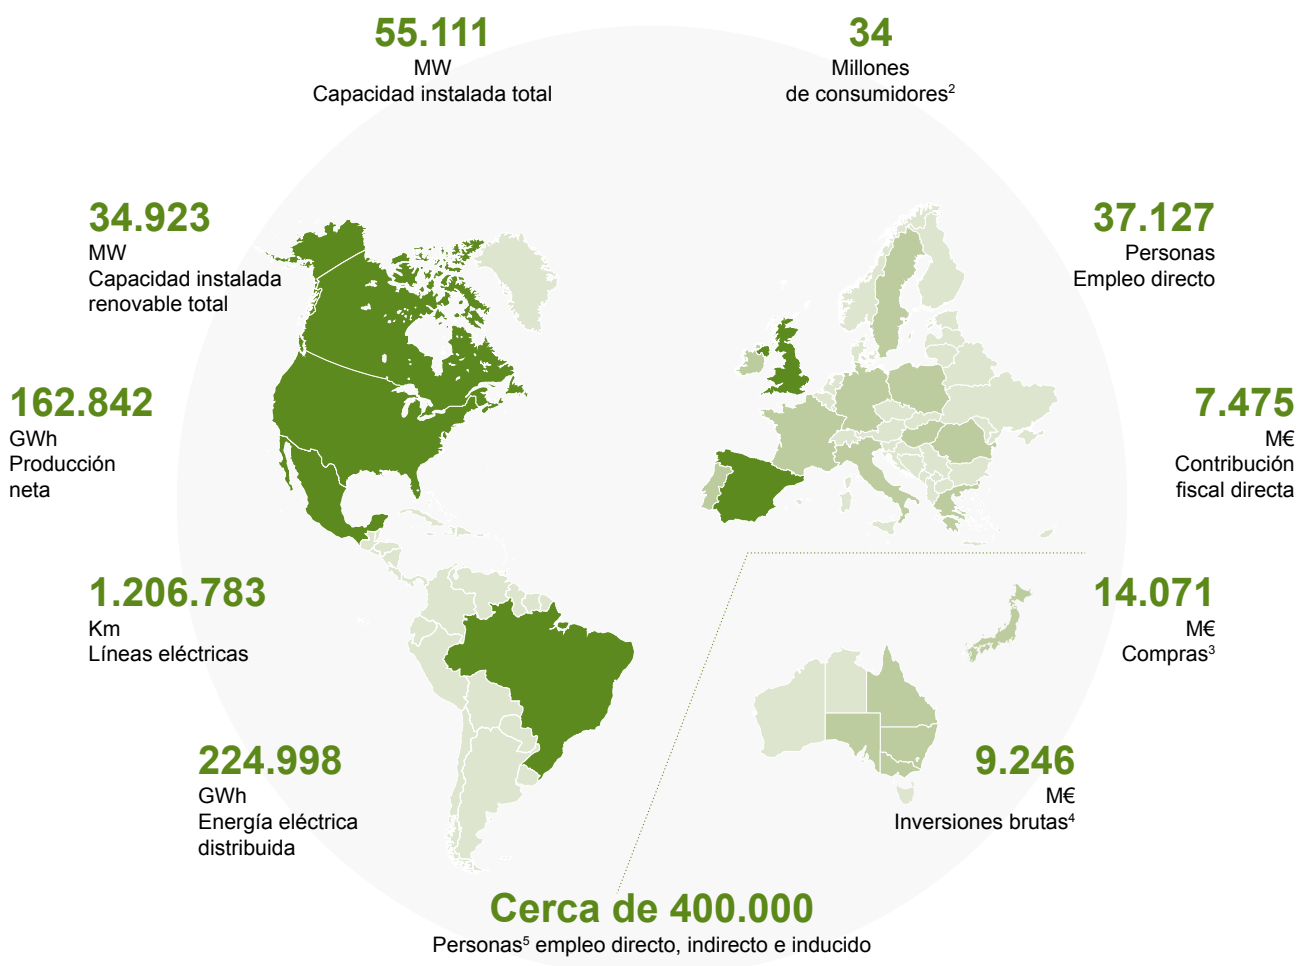 55.111
MW
Capacidad instalada total
34
Millones
de consumidores²
34.923
MW
Capacidad instalada
renovable total
37.127
Personas
Empleo directo
162.842
GWh
Producción
neta
7.475
M€
Contribución
fiscal directa
1.206.783
Km
Líneas eléctricas
14.071
M€
Compras³
224.998
GWh
Energía eléctrica
distribuida
9.246
M€
Inversiones brutas⁴
Cerca de 400.000
Personas⁵ empleo directo, indirecto e inducido